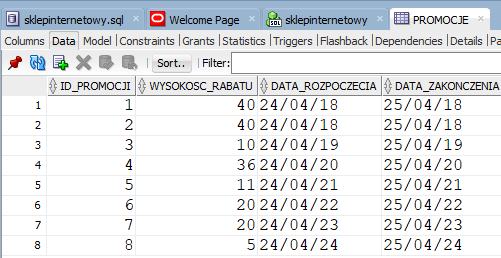 sklepinternetowy.sql Welcome Page sklepinternetowy PROMOCJE
Columns Data Model Constraints Grants Statistics Triggers Flashback Dependencies Details Pa
Sort.. Filter:
ID_PROMOCJI WYSOKOSC_RABATU DATA_ROZPOCZECIA DATA_ZAKONCZENIA
1 1 40 24/04/18 25/04/18
2 2 40 24/04/18 25/04/18
3 3 10 24/04/19 25/04/19
4 4 36 24/04/20 25/04/20
5 5 11 24/04/21 25/04/21
6 6 20 24/04/22 25/04/22
7 7 20 24/04/23 25/04/23
8 8 5 24/04/24 25/04/24